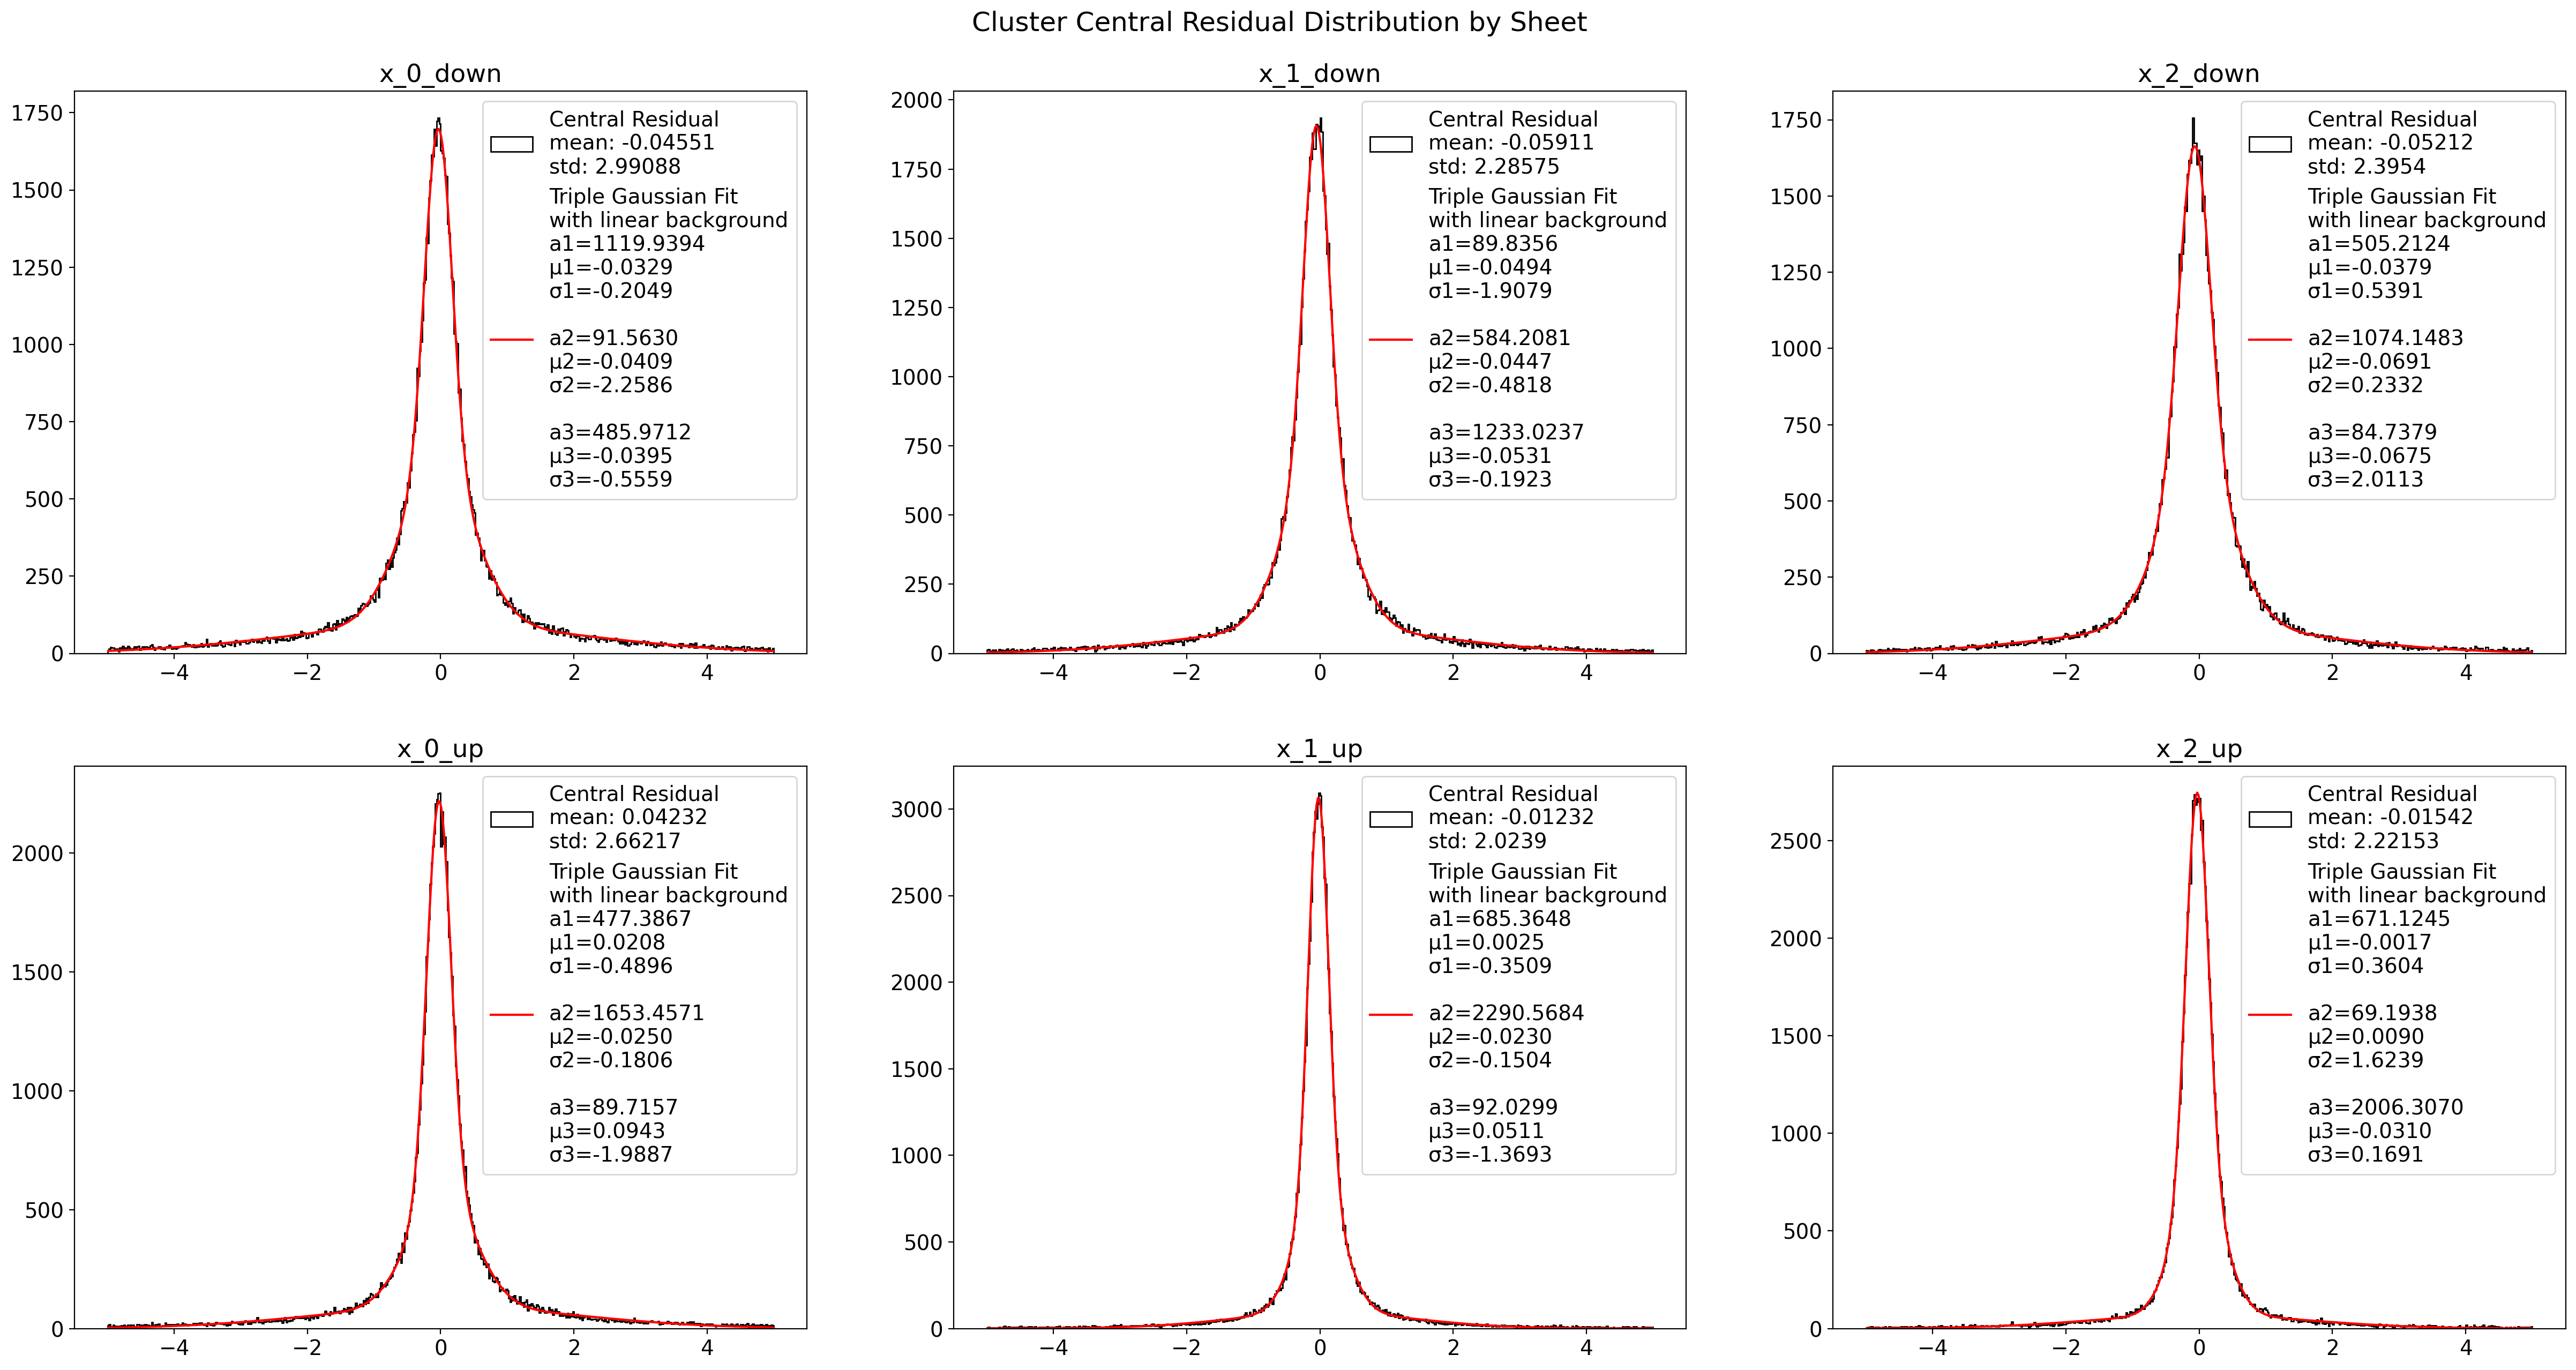 Cluster Central Residual Distribution by Sheet
x_0_down
1750
1500
1250
1000
750
500
250
0
−4
−2
0
2
4
Central Residual
mean: -0.04551
std: 2.99088
Triple Gaussian Fit
with linear background
a1=1119.9394
μ1=-0.0329
σ1=-0.2049
a2=91.5630
μ2=-0.0409
σ2=-2.2586
a3=485.9712
μ3=-0.0395
σ3=-0.5559
x_1_down
2000
1750
1500
1250
1000
750
500
250
0
−4
−2
0
2
4
Central Residual
mean: -0.05911
std: 2.28575
Triple Gaussian Fit
with linear background
a1=89.8356
μ1=-0.0494
σ1=-1.9079
a2=584.2081
μ2=-0.0447
σ2=-0.4818
a3=1233.0237
μ3=-0.0531
σ3=-0.1923
x_2_down
1750
1500
1250
1000
750
500
250
0
−4
−2
0
2
4
Central Residual
mean: -0.05212
std: 2.3954
Triple Gaussian Fit
with linear background
a1=505.2124
μ1=-0.0379
σ1=0.5391
a2=1074.1483
μ2=-0.0691
σ2=0.2332
a3=84.7379
μ3=-0.0675
σ3=2.0113
x_0_up
2000
1500
1000
500
0
−4
−2
0
2
4
Central Residual
mean: 0.04232
std: 2.66217
Triple Gaussian Fit
with linear background
a1=477.3867
μ1=0.0208
σ1=-0.4896
a2=1653.4571
μ2=-0.0250
σ2=-0.1806
a3=89.7157
μ3=0.0943
σ3=-1.9887
x_1_up
3000
2500
2000
1500
1000
500
0
−4
−2
0
2
4
Central Residual
mean: -0.01232
std: 2.0239
Triple Gaussian Fit
with linear background
a1=685.3648
μ1=0.0025
σ1=-0.3509
a2=2290.5684
μ2=-0.0230
σ2=-0.1504
a3=92.0299
μ3=0.0511
σ3=-1.3693
x_2_up
2500
2000
1500
1000
500
0
−4
−2
0
2
4
Central Residual
mean: -0.01542
std: 2.22153
Triple Gaussian Fit
with linear background
a1=671.1245
μ1=-0.0017
σ1=0.3604
a2=69.1938
μ2=0.0090
σ2=1.6239
a3=2006.3070
μ3=-0.0310
σ3=0.1691